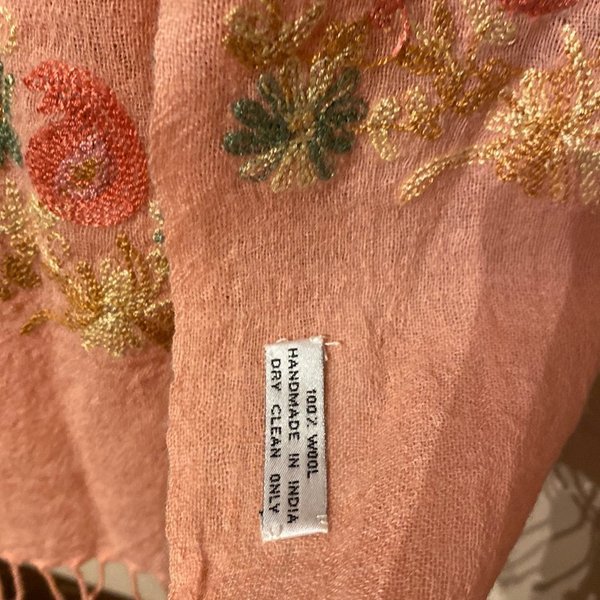 100% WOOL
HANDMADE IN INDIA
DRY CLEAN ONLY